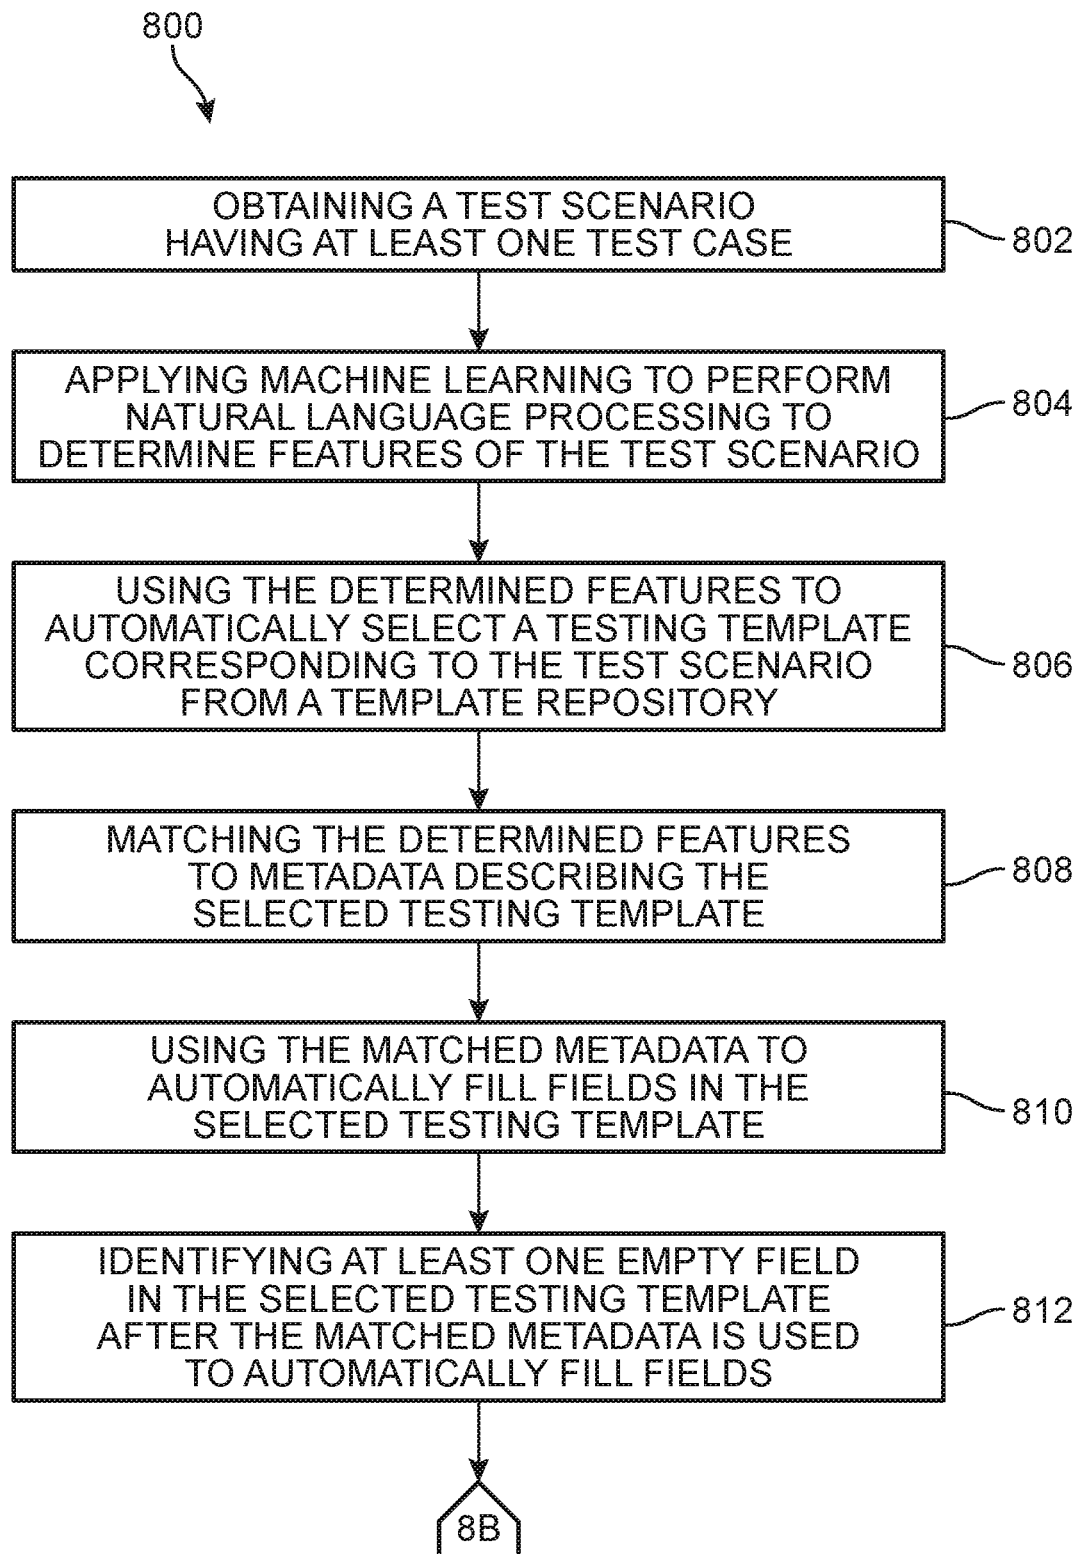 800
OBTAINING A TEST SCENARIO
HAVING AT LEAST ONE TEST CASE
802
APPLYING MACHINE LEARNING TO PERFORM
NATURAL LANGUAGE PROCESSING TO
DETERMINE FEATURES OF THE TEST SCENARIO
804
USING THE DETERMINED FEATURES TO
AUTOMATICALLY SELECT A TESTING TEMPLATE
CORRESPONDING TO THE TEST SCENARIO
FROM A TEMPLATE REPOSITORY
806
MATCHING THE DETERMINED FEATURES
TO METADATA DESCRIBING THE
SELECTED TESTING TEMPLATE
808
USING THE MATCHED METADATA TO
AUTOMATICALLY FILL FIELDS IN THE
SELECTED TESTING TEMPLATE
810
IDENTIFYING AT LEAST ONE EMPTY FIELD
IN THE SELECTED TESTING TEMPLATE
AFTER THE MATCHED METADATA IS USED
TO AUTOMATICALLY FILL FIELDS
812
8B